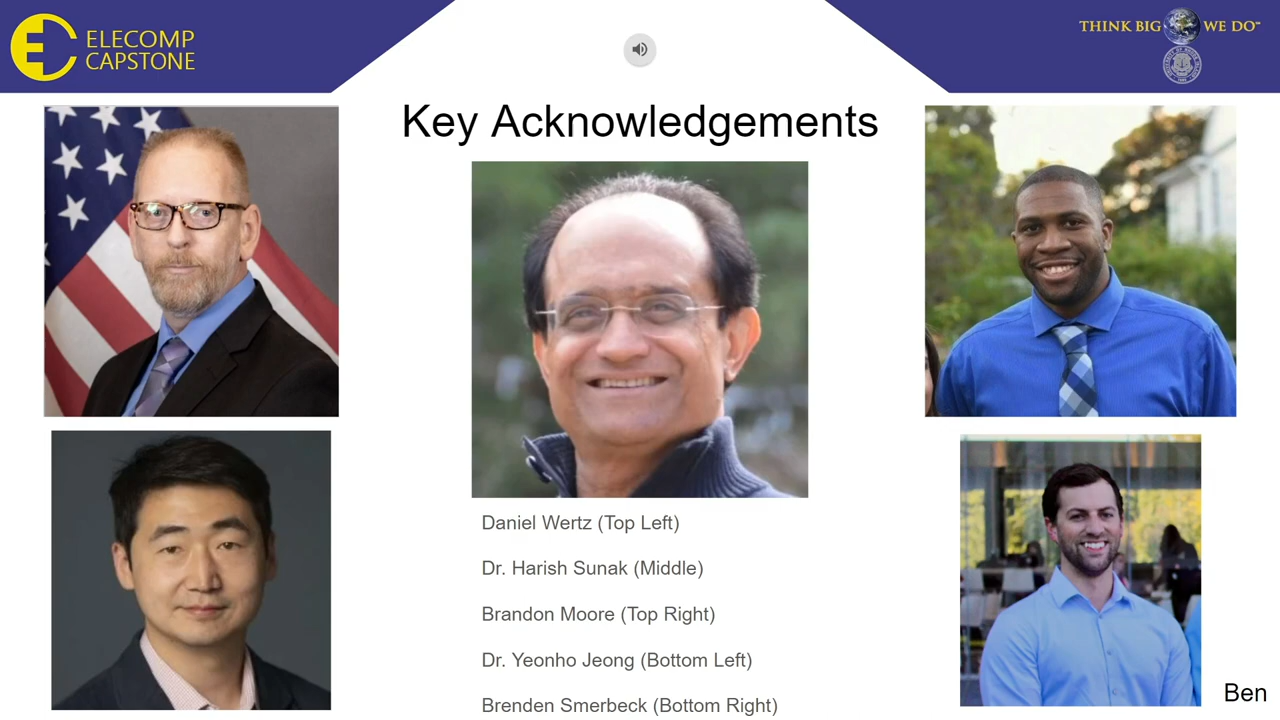 ELECOMP
CAPSTONE
THINK BIG WE DO℠
Key Acknowledgements
Daniel Wertz (Top Left)
Dr. Harish Sunak (Middle)
Brandon Moore (Top Right)
Dr. Yeonho Jeong (Bottom Left)
Brenden Smerbeck (Bottom Right)
Ben